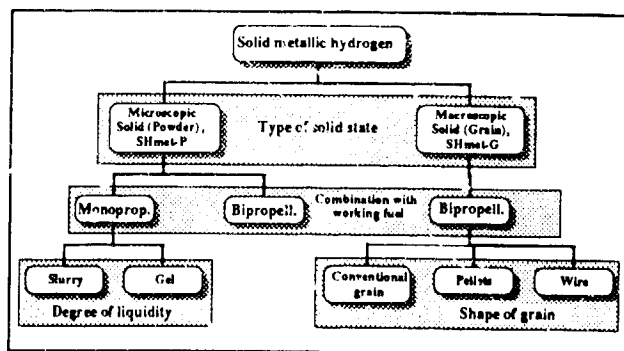 Solid metallic hydrogen
Microscopic
Solid (Powder),
SHmet-P
Type of solid state
Macroscopic
Solid (Grain),
SHmet-G
Monoprop.
Bipropell.
Combination with
working fuel
Bipropell.
Slurry
Gel
Degree of liquidity
Conventional
grain
Pellets
Wire
Shape of grain